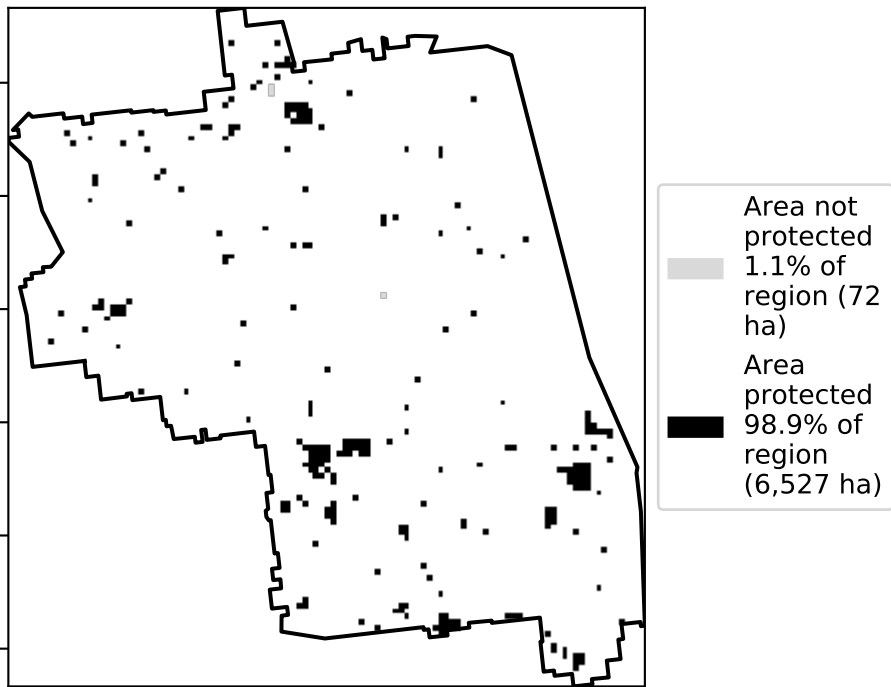 Area not
protected
1.1% of
region (72
ha)
Area
protected
98.9% of
region
(6,527 ha)